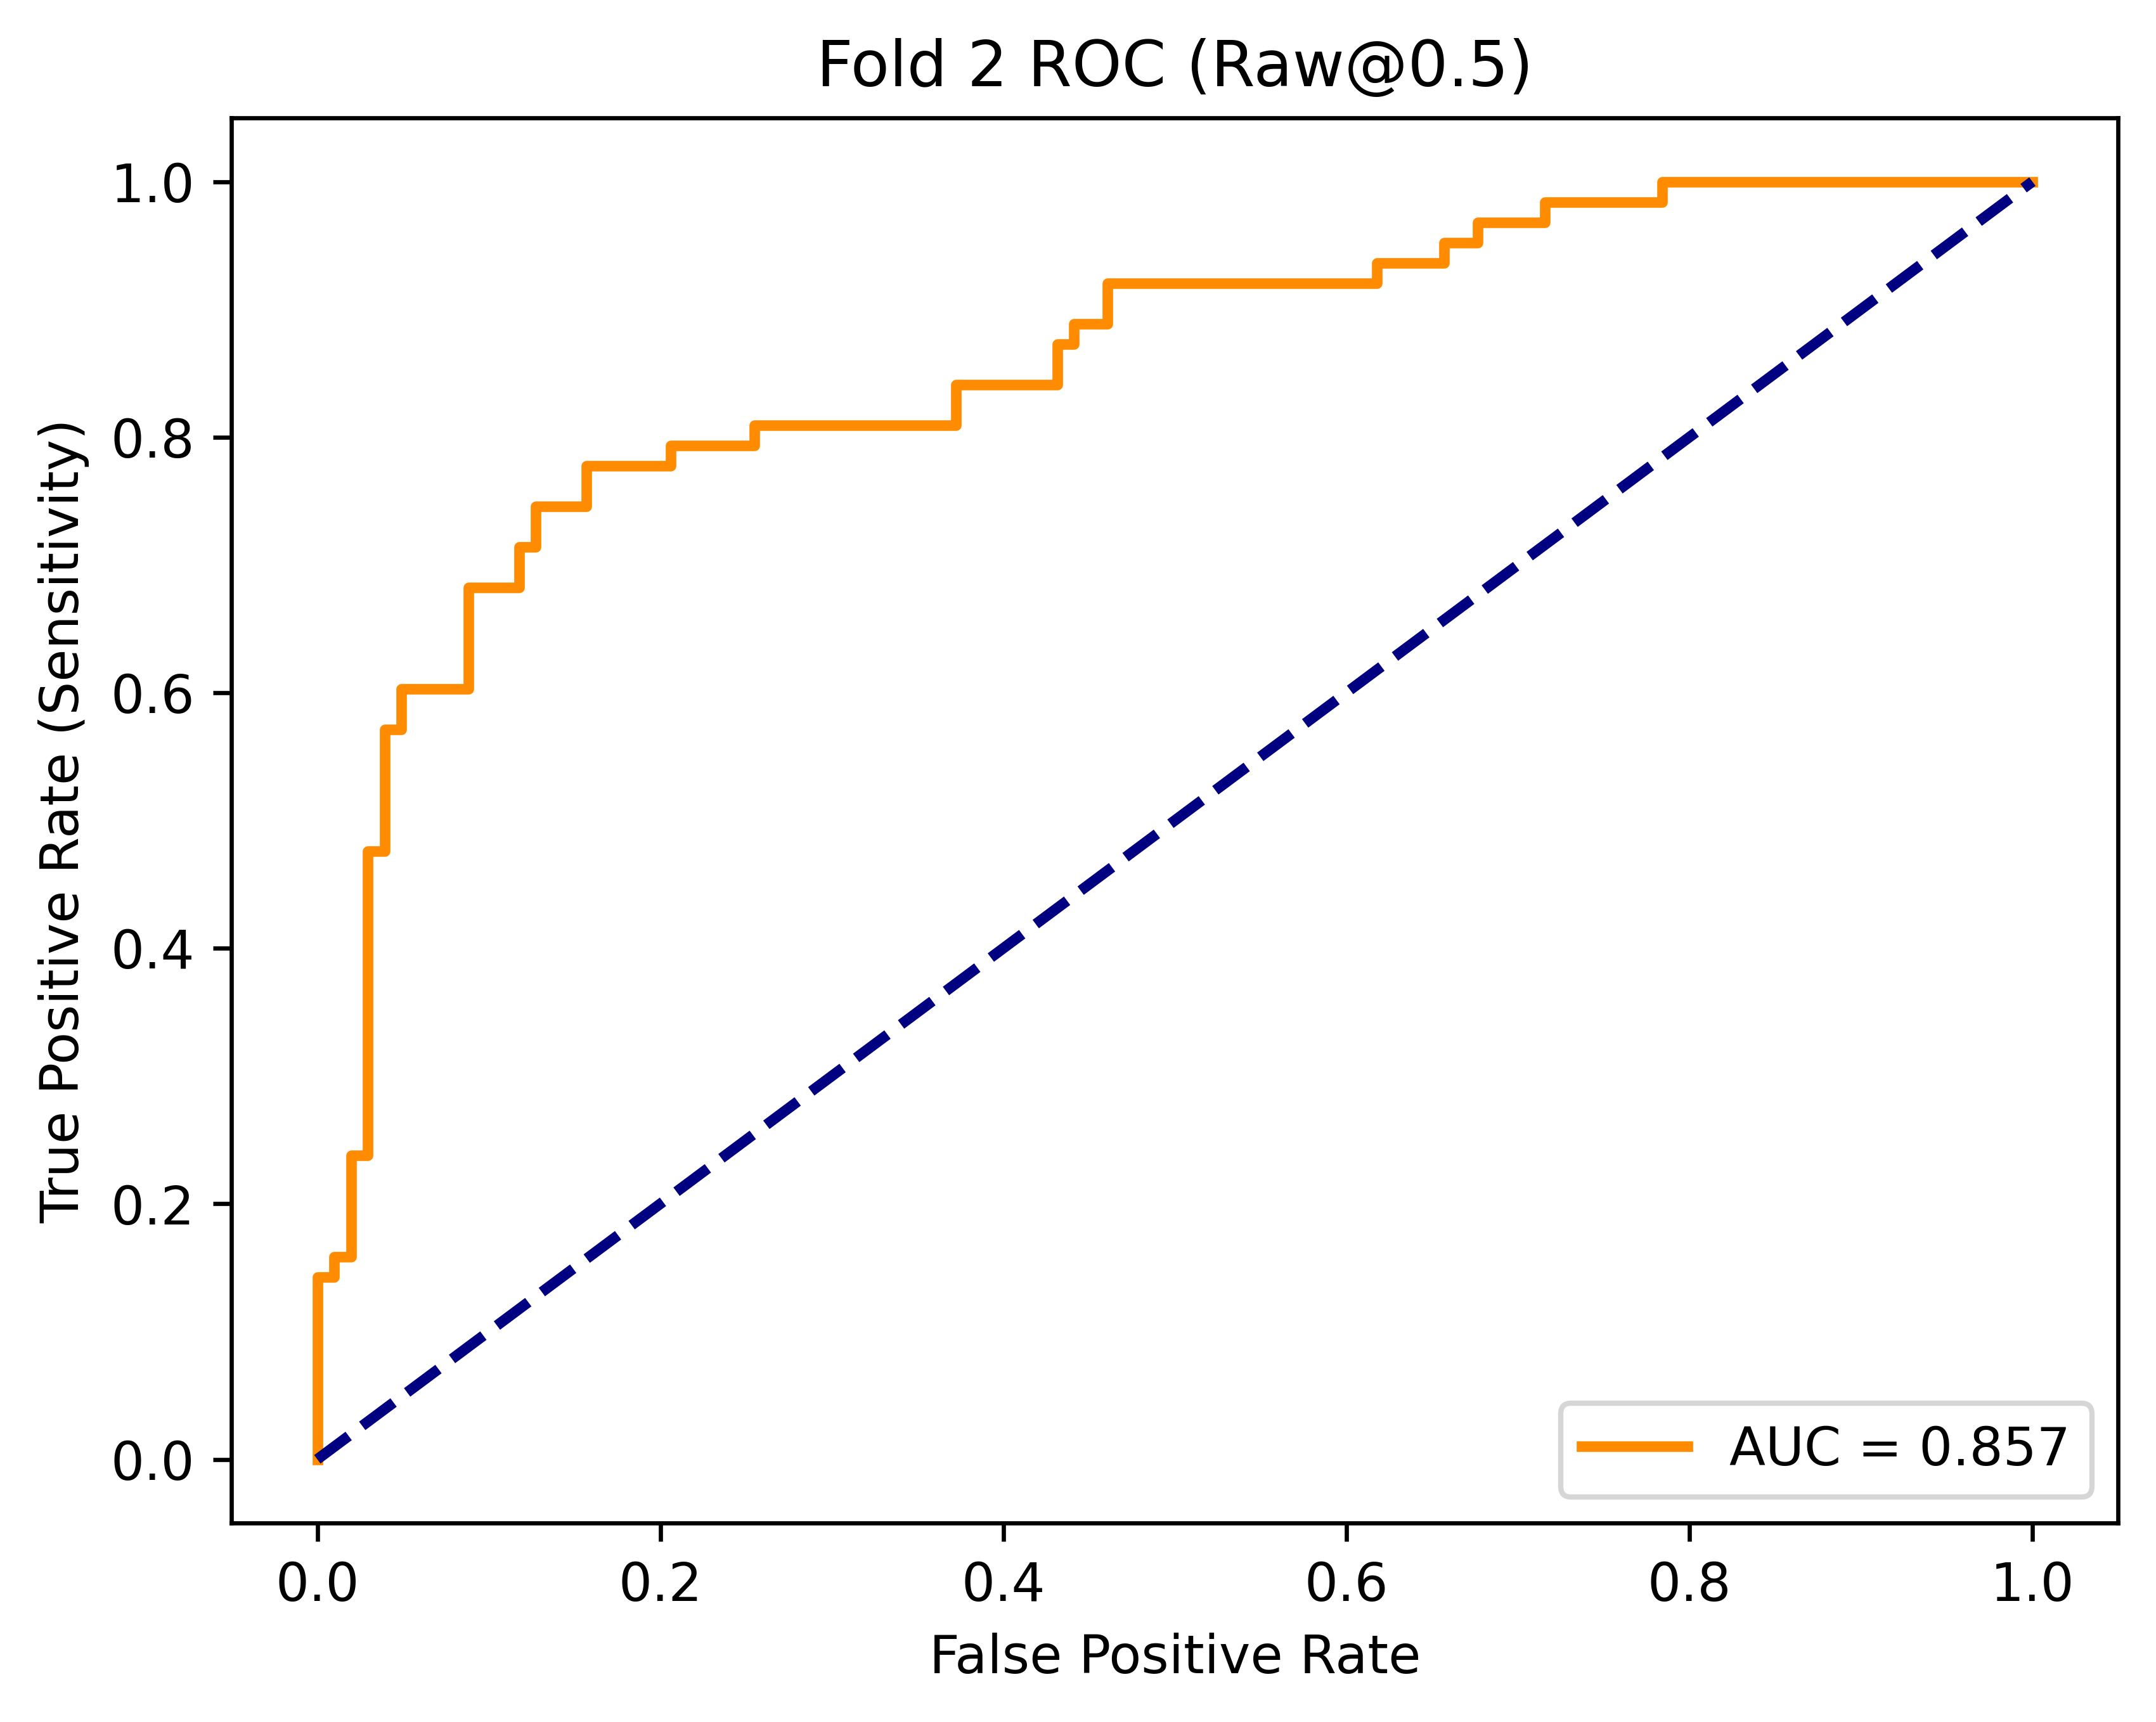 Fold 2 ROC (Raw@0.5)
True Positive Rate (Sensitivity)
1.0
0.8
0.6
0.4
0.2
0.0
AUC = 0.857
0.0 0.2 0.4 0.6 0.8 1.0
False Positive Rate